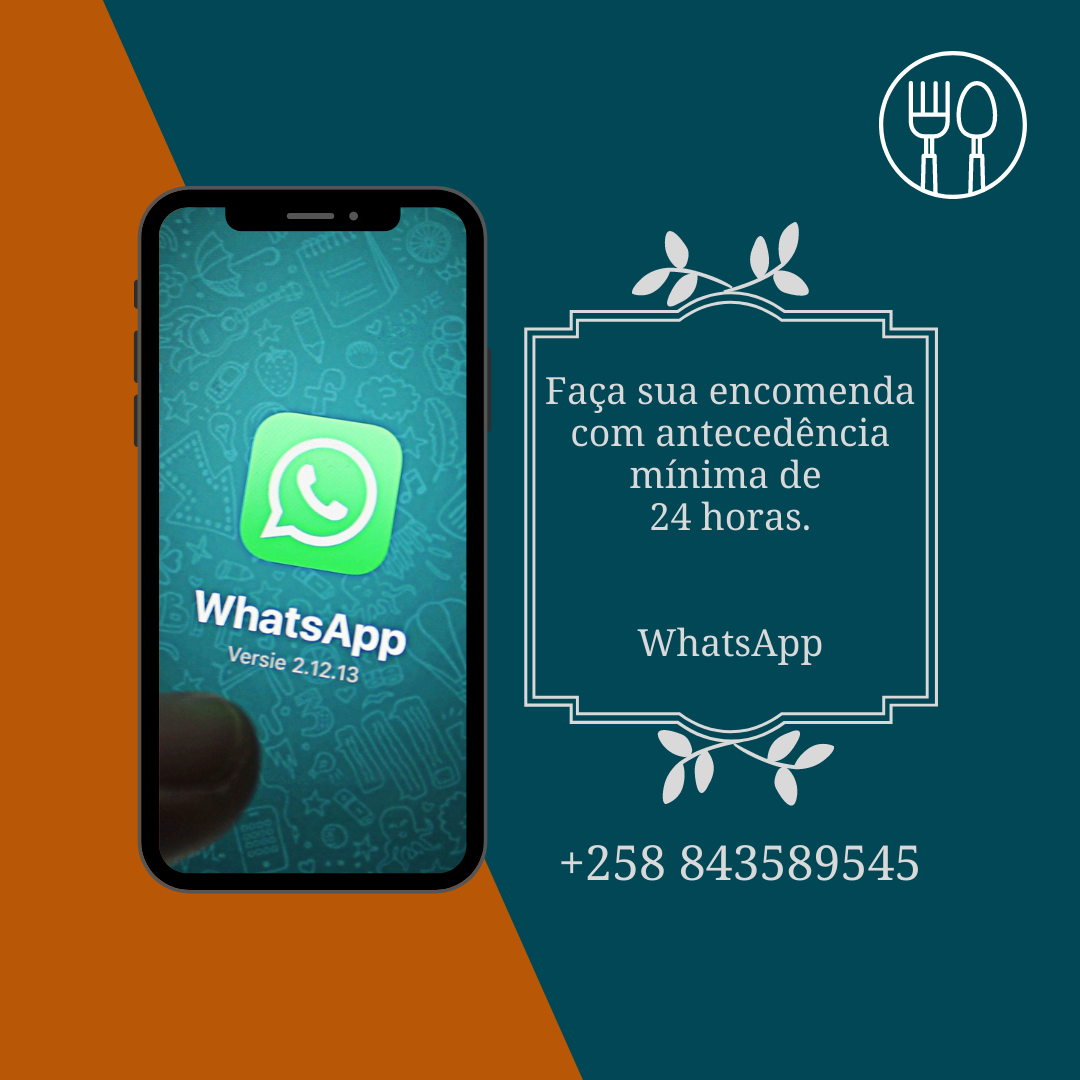 WhatsApp
Versie 2.12.13
Faça sua encomenda
com antecedência
mínima de
24 horas.
WhatsApp
+258 843589545